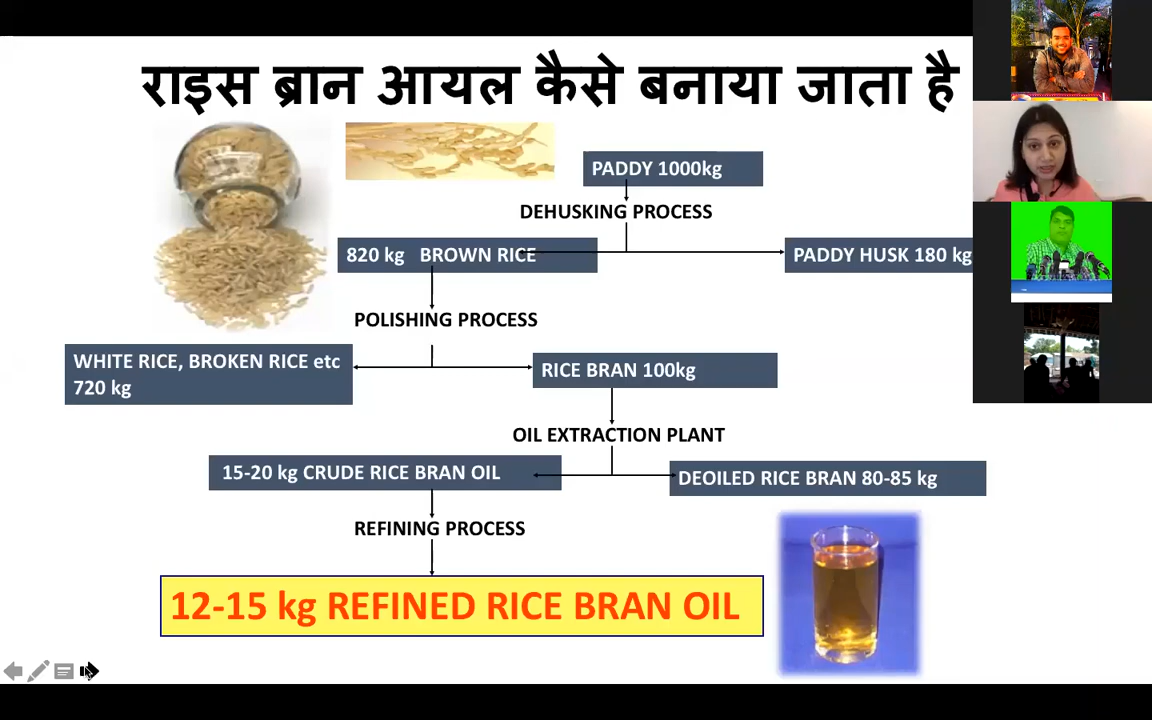 राइस ब्रान आयल कैसे बनाया जाता है
PADDY 1000kg
DEHUSKING PROCESS
820 kg BROWN RICE
PADDY HUSK 180 kg
POLISHING PROCESS
WHITE RICE, BROKEN RICE etc
720 kg
RICE BRAN 100kg
OIL EXTRACTION PLANT
15-20 kg CRUDE RICE BRAN OIL
DEOILED RICE BRAN 80-85 kg
REFINING PROCESS
12-15 kg REFINED RICE BRAN OIL